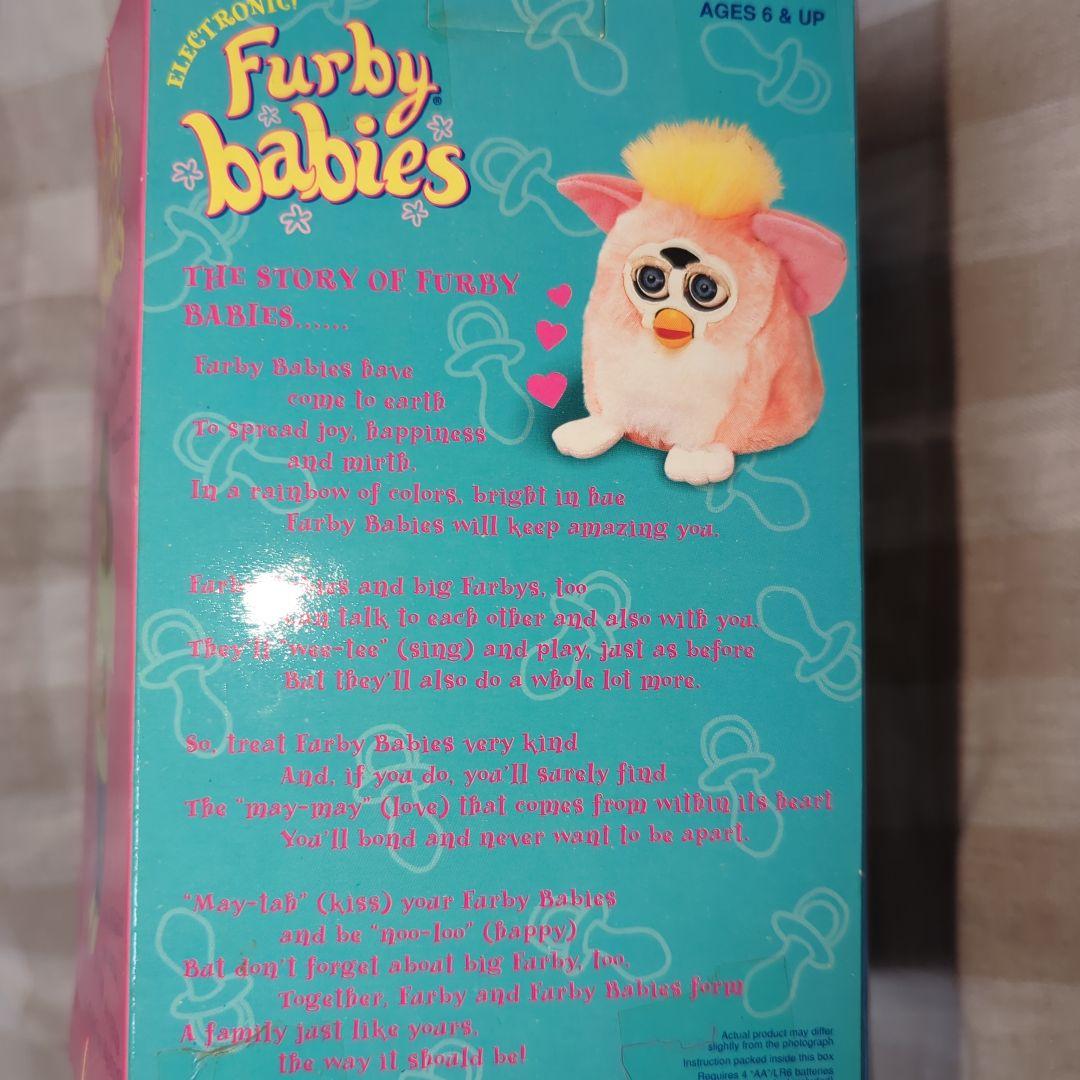 ELECTRONIC!
Furby®
babies
AGES 6 & UP
THE STORY OF FURBY
BABIES......
Furby Babies have
come to earth
To spread joy, happiness
and mirth.
In a rainbow of colors, bright in hue
Furby Babies will keep amazing you.
and big Furbys, too
talk to each other and also with you.
They'll "wee-tee" (sing) and play, just as before
But they'll also do a whole lot more.
So, treat Furby Babies very kind
And, if you do, you'll surely find
The "may-may" (love) that comes from within its heart
You'll bond and never want to be apart.
"May-tah" (kiss) your Furby Babies
and be "noo-loo" (happy)
But don't forget about big Furby, too.
Together, Furby and Furby Babies form
A family just like yours,
the way it should be!
Actual product may differ
slightly from the photograph
Instruction packed inside this box
Requires 4 "AA"/LR6 batteries